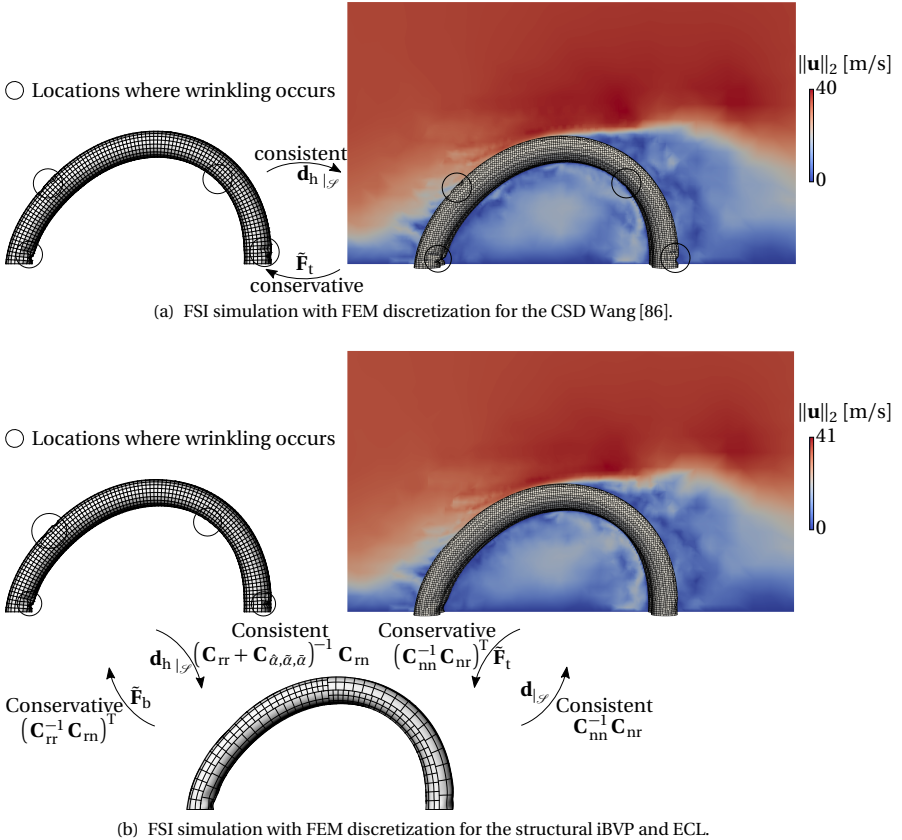 ‖u‖₂ [m/s]
40
0
Locations where wrinkling occurs
consistent
d_h|𝒮
F̃_t
conservative
(a) FSI simulation with FEM discretization for the CSD Wang [86].
‖u‖₂ [m/s]
41
0
Locations where wrinkling occurs
Consistent
d_h|𝒮 (C_rr + C_α̂,ᾱ,ᾱ)⁻¹ C_rn
Conservative
(C_nn⁻¹ C_nr)ᵀ F̃_t
Conservative
F̃_b
(C_rr⁻¹ C_rn)ᵀ
d_|𝒮
Consistent
C_nn⁻¹ C_nr
(b) FSI simulation with FEM discretization for the structural iBVP and ECL.